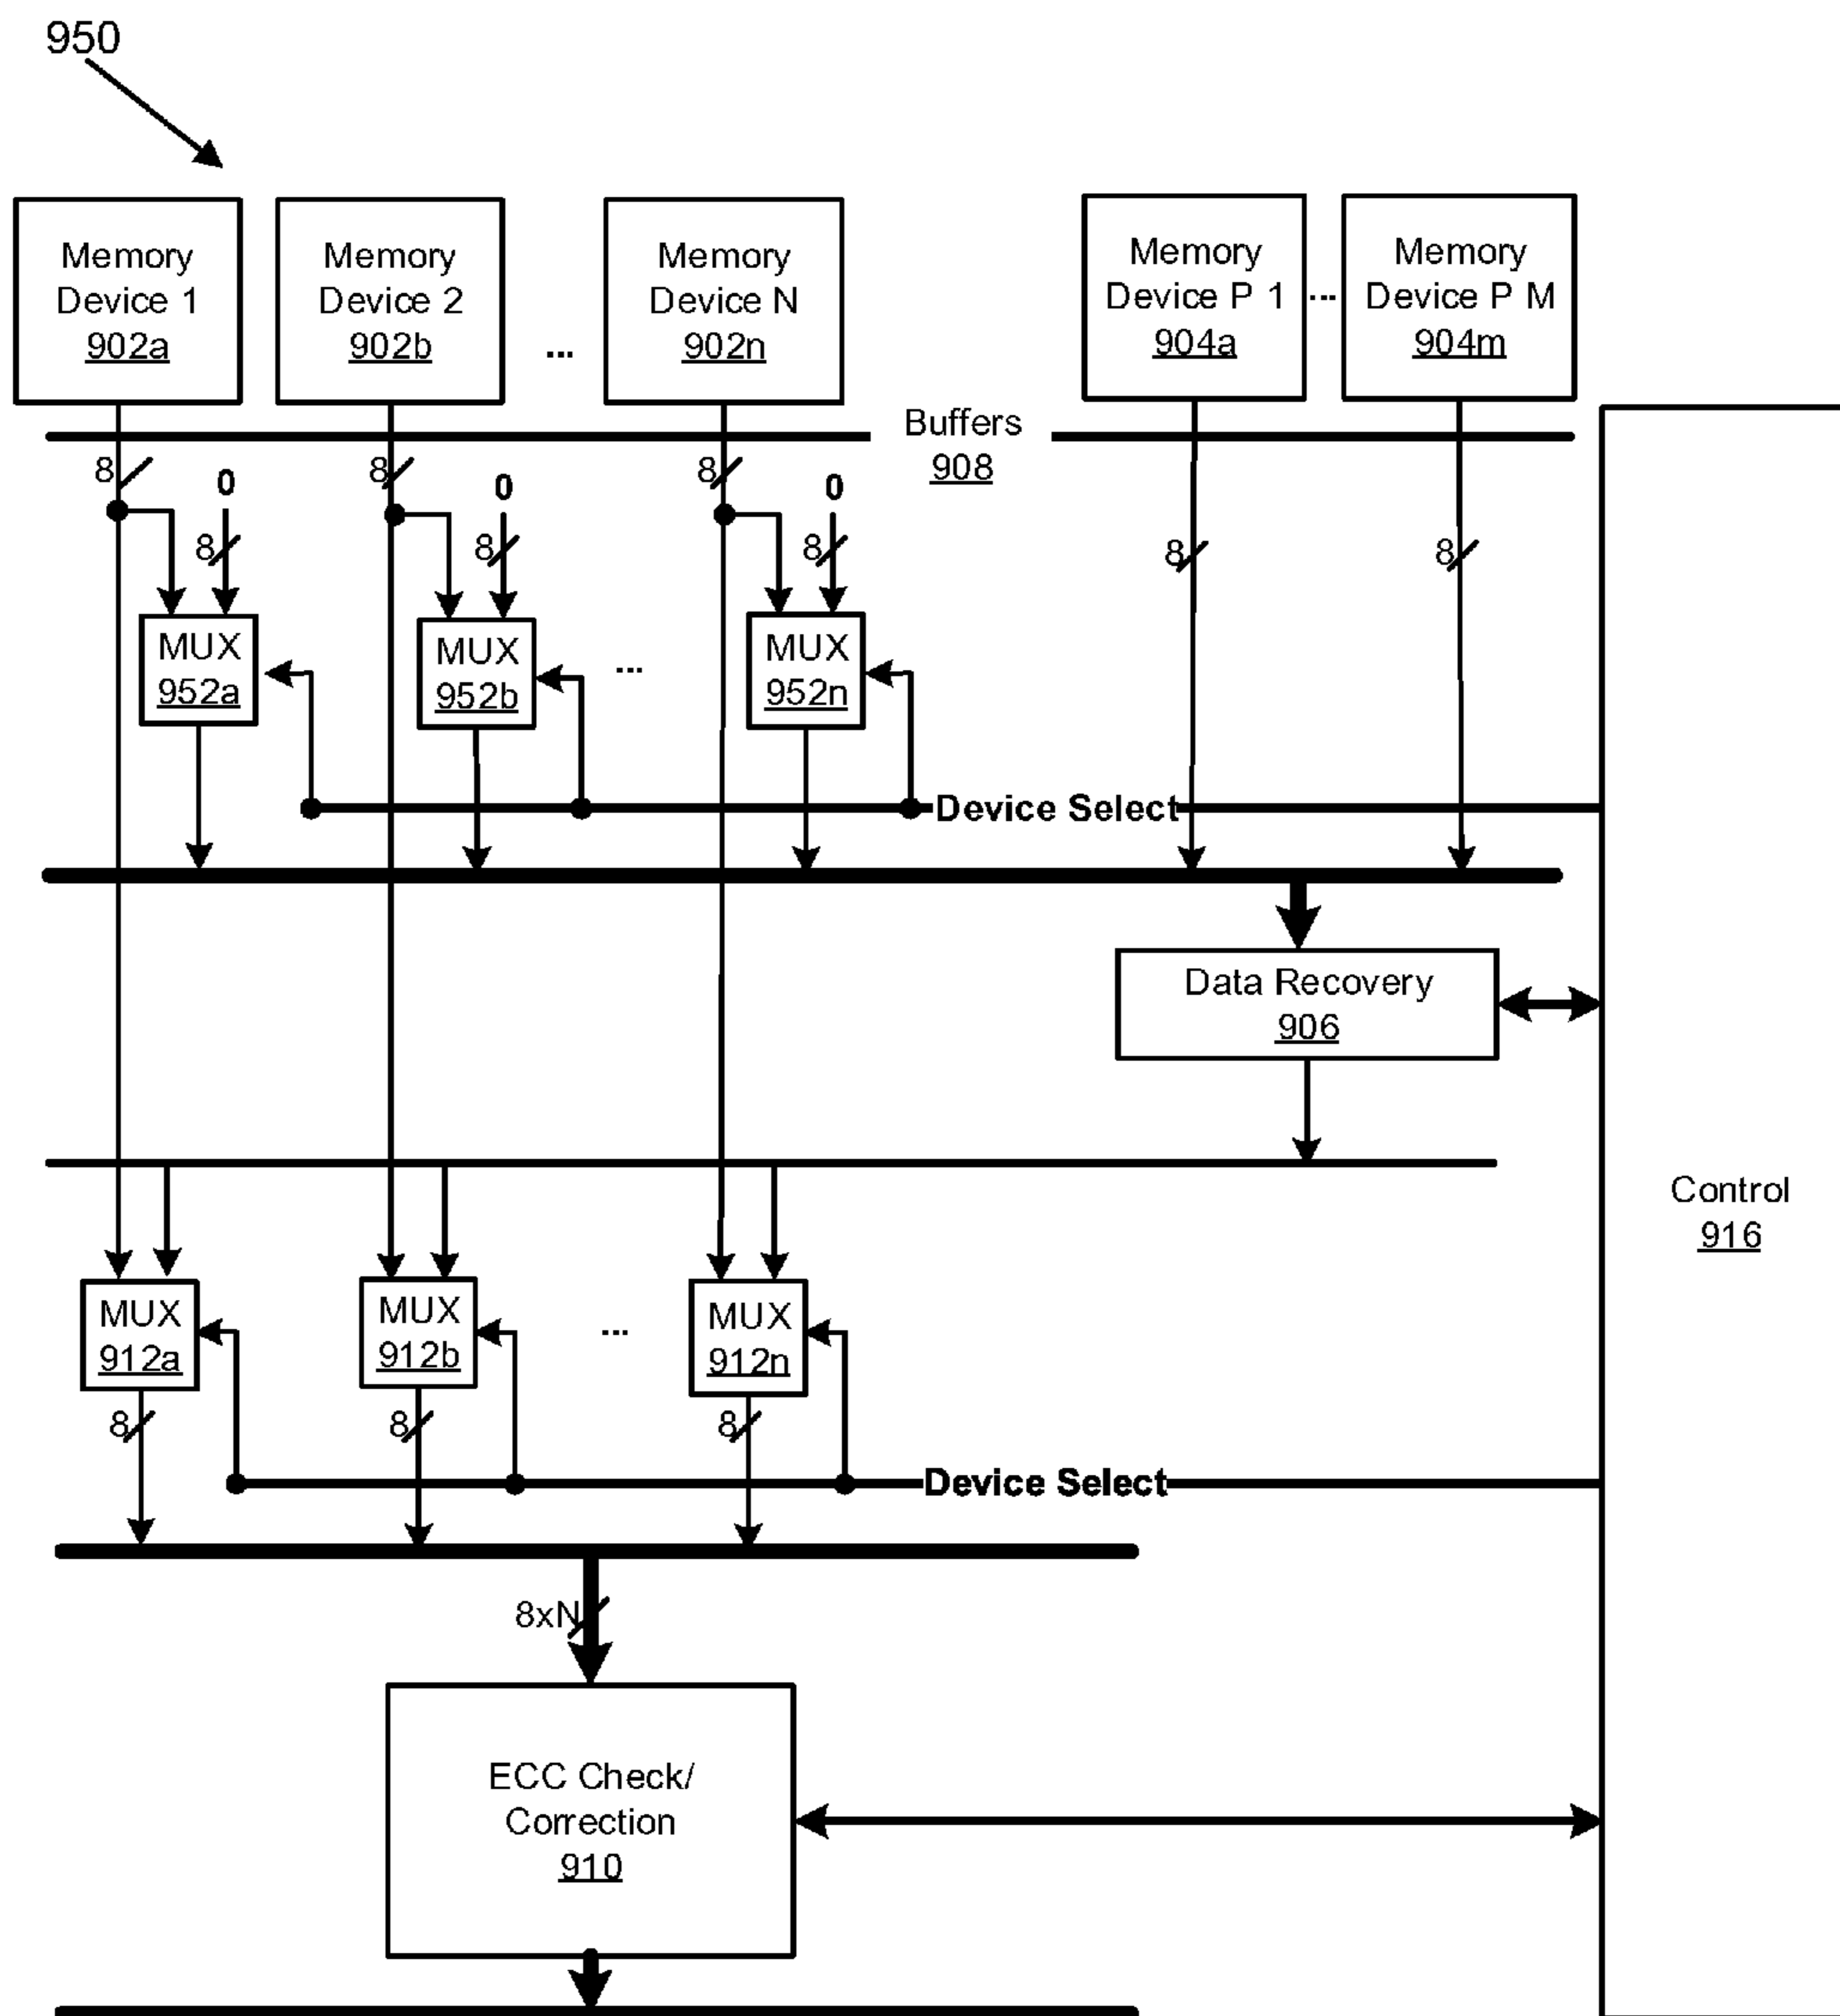 950
Memory
Device 1
902a
Memory
Device 2
902b
...
Memory
Device N
902n
Memory
Device P 1
904a
...
Memory
Device P M
904m
Buffers
908
8
0
8
8
0
8
8
0
8
8
8
MUX
952a
MUX
952b
...
MUX
952n
Device Select
Data Recovery
906
Control
916
MUX
912a
MUX
912b
...
MUX
912n
8
8
8
Device Select
8xN
ECC Check/
Correction
910